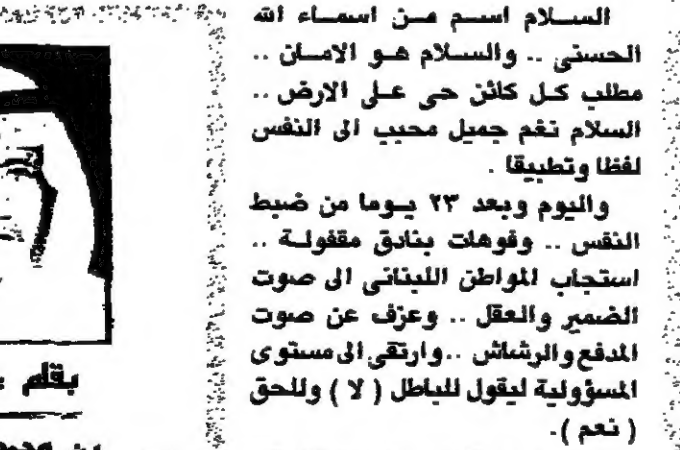 السلام اسم من اسماء الله
الحسنى .. والسلام هو الامان ..
مطلب كل كائن حى على الارض ..
السلام نغم جميل محبب الى النفس
لفظا وتطبيقا .
واليوم وبعد ٢٣ يوما من ضبط
النفس .. وفوهات بنادق مقفولة ..
استجاب المواطن اللبنانى الى صوت
الضمير والعقل .. وعزف عن صوت
المدفع والرشاش .. وارتقى الى مستوى
المسؤولية ليقول للباطل ( لا ) وللحق
( نعم ) .
بقلم